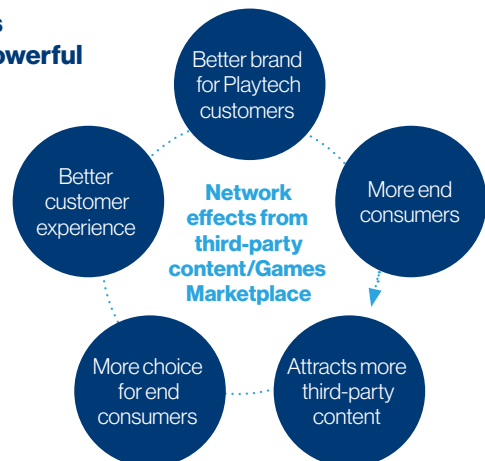 s
owerful
Better brand
for Playtech
customers
More end
consumers
Attracts more
third-party
content
More choice
for end
consumers
Better
customer
experience
Network
effects from
third-party
content/Games
Marketplace